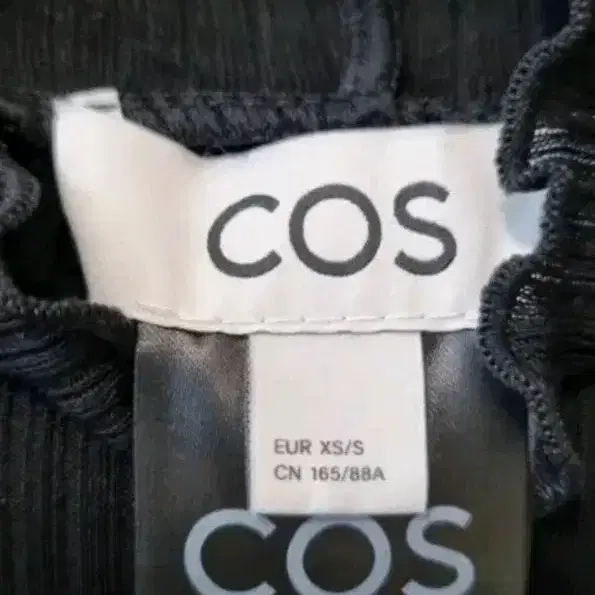 COS
EUR XS/S
CN 165/88A
COS